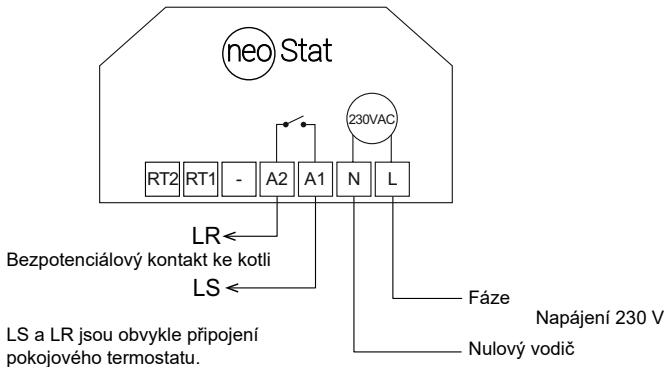 neo Stat
230VAC
RT2 RT1 - A2 A1 N L
LR
Bezpotenciálový kontakt ke kotli
LS
Fáze
Napájení 230 V
LS a LR jsou obvykle připojení
pokojového termostatu.
Nulový vodič